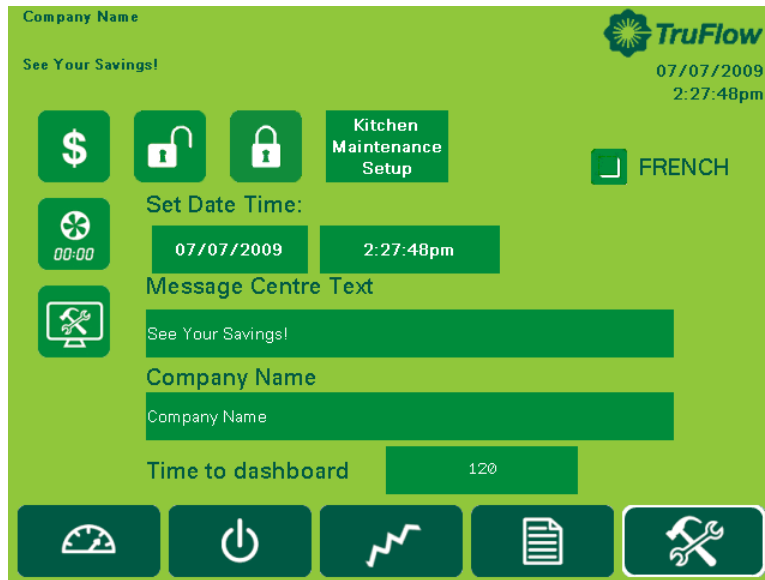 Company Name
See Your Savings!
TruFlow
07/07/2009
2:27:48pm
$
Kitchen
Maintenance
Setup
FRENCH
00:00
Set Date Time:
07/07/2009
2:27:48pm
Message Centre Text
See Your Savings!
Company Name
Company Name
Time to dashboard
120